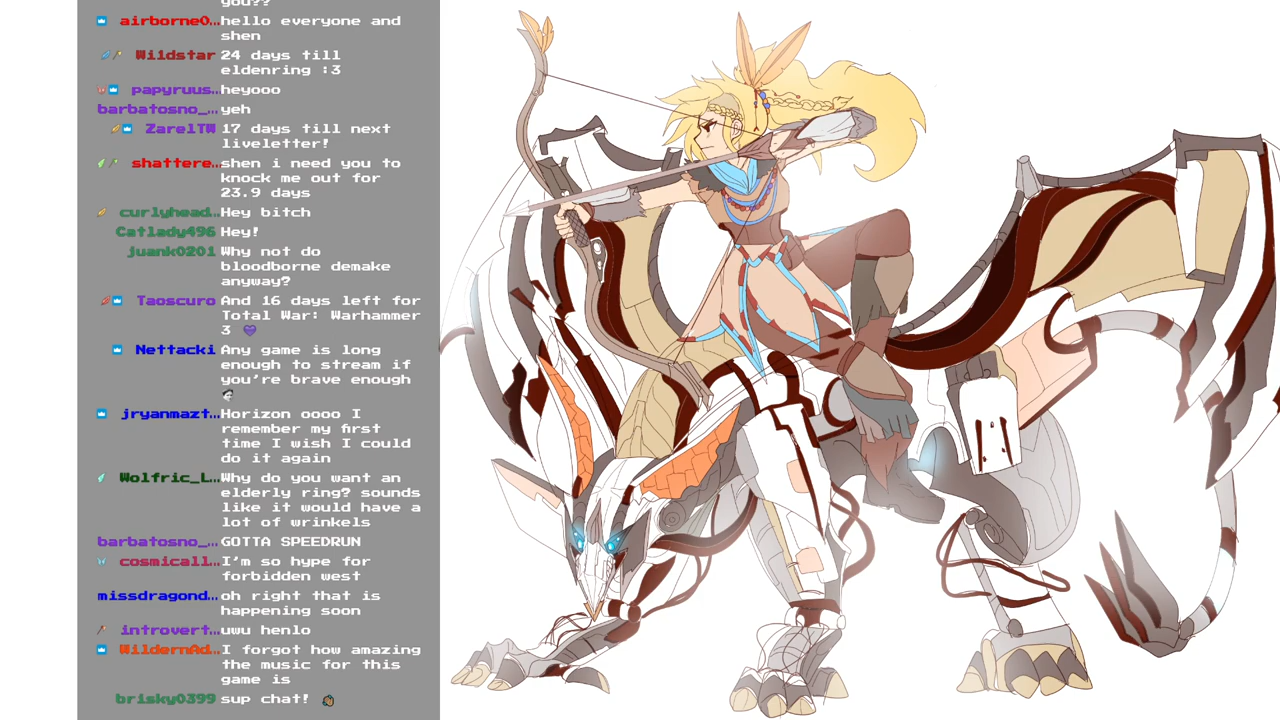 you??
airborneO… hello everyone and
shen
Wildstar 24 days till
eldenring :3
papyruus… heyooo
barbatosno_… yeh
ZarelTW 17 days till next
liveletter!
shattere… shen i need you to
knock me out for
23.9 days
curlyhead… Hey bitch
Catlady496 Hey!
juank0201 Why not do
bloodborne demake
anyway?
Taoscuro And 16 days left for
Total War: Warhammer
3
Nettacki Any game is long
enough to stream if
you're brave enough
jryanmazt… Horizon oooo I
remember my first
time I wish I could
do it again
Wolfric_L… Why do you want an
elderly ring? sounds
like it would have a
lot of wrinkels
barbatosno_… GOTTA SPEEDRUN
cosmicall… I'm so hype for
forbidden west
missdragond… oh right that is
happening soon
introvert… uwu henlo
WildernAd… I forgot how amazing
the music for this
game is
brisky0399 sup chat!